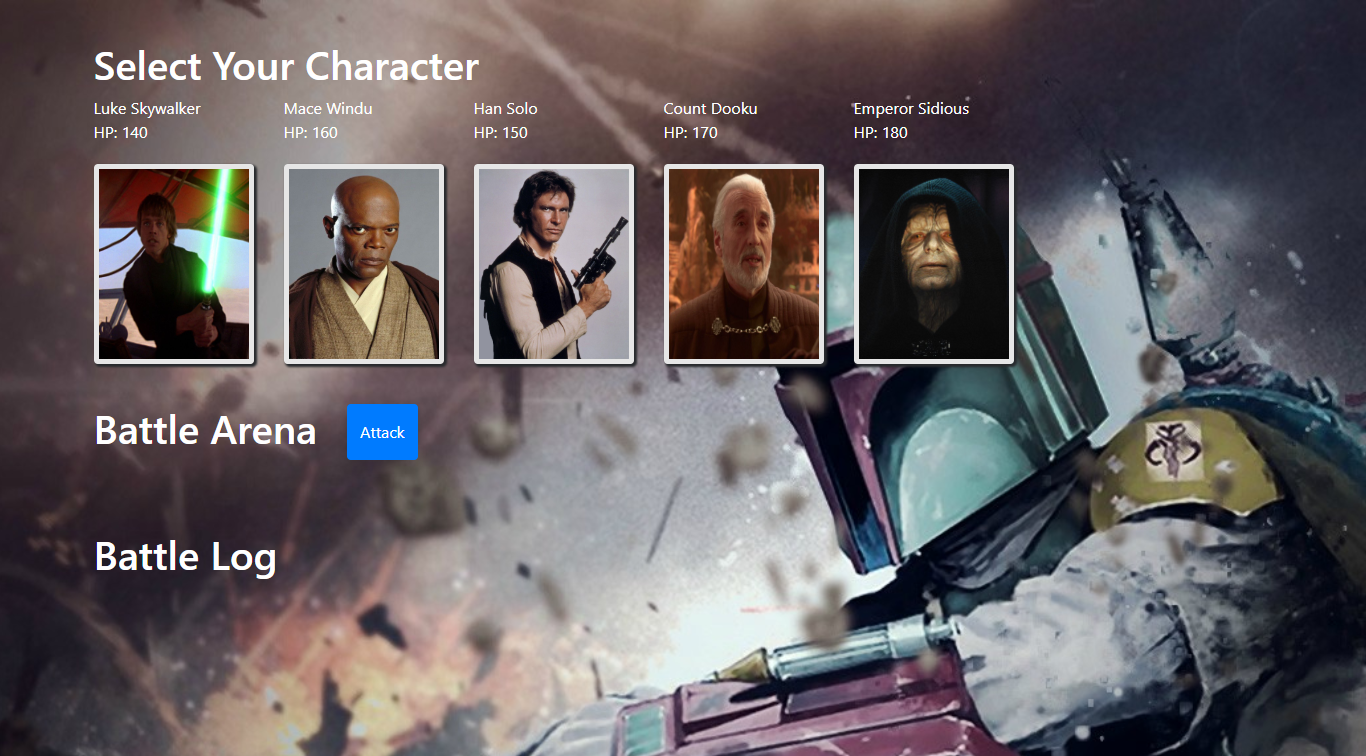 Select Your Character
Luke Skywalker
HP: 140
Mace Windu
HP: 160
Han Solo
HP: 150
Count Dooku
HP: 170
Emperor Sidious
HP: 180
Battle Arena
Attack
Battle Log